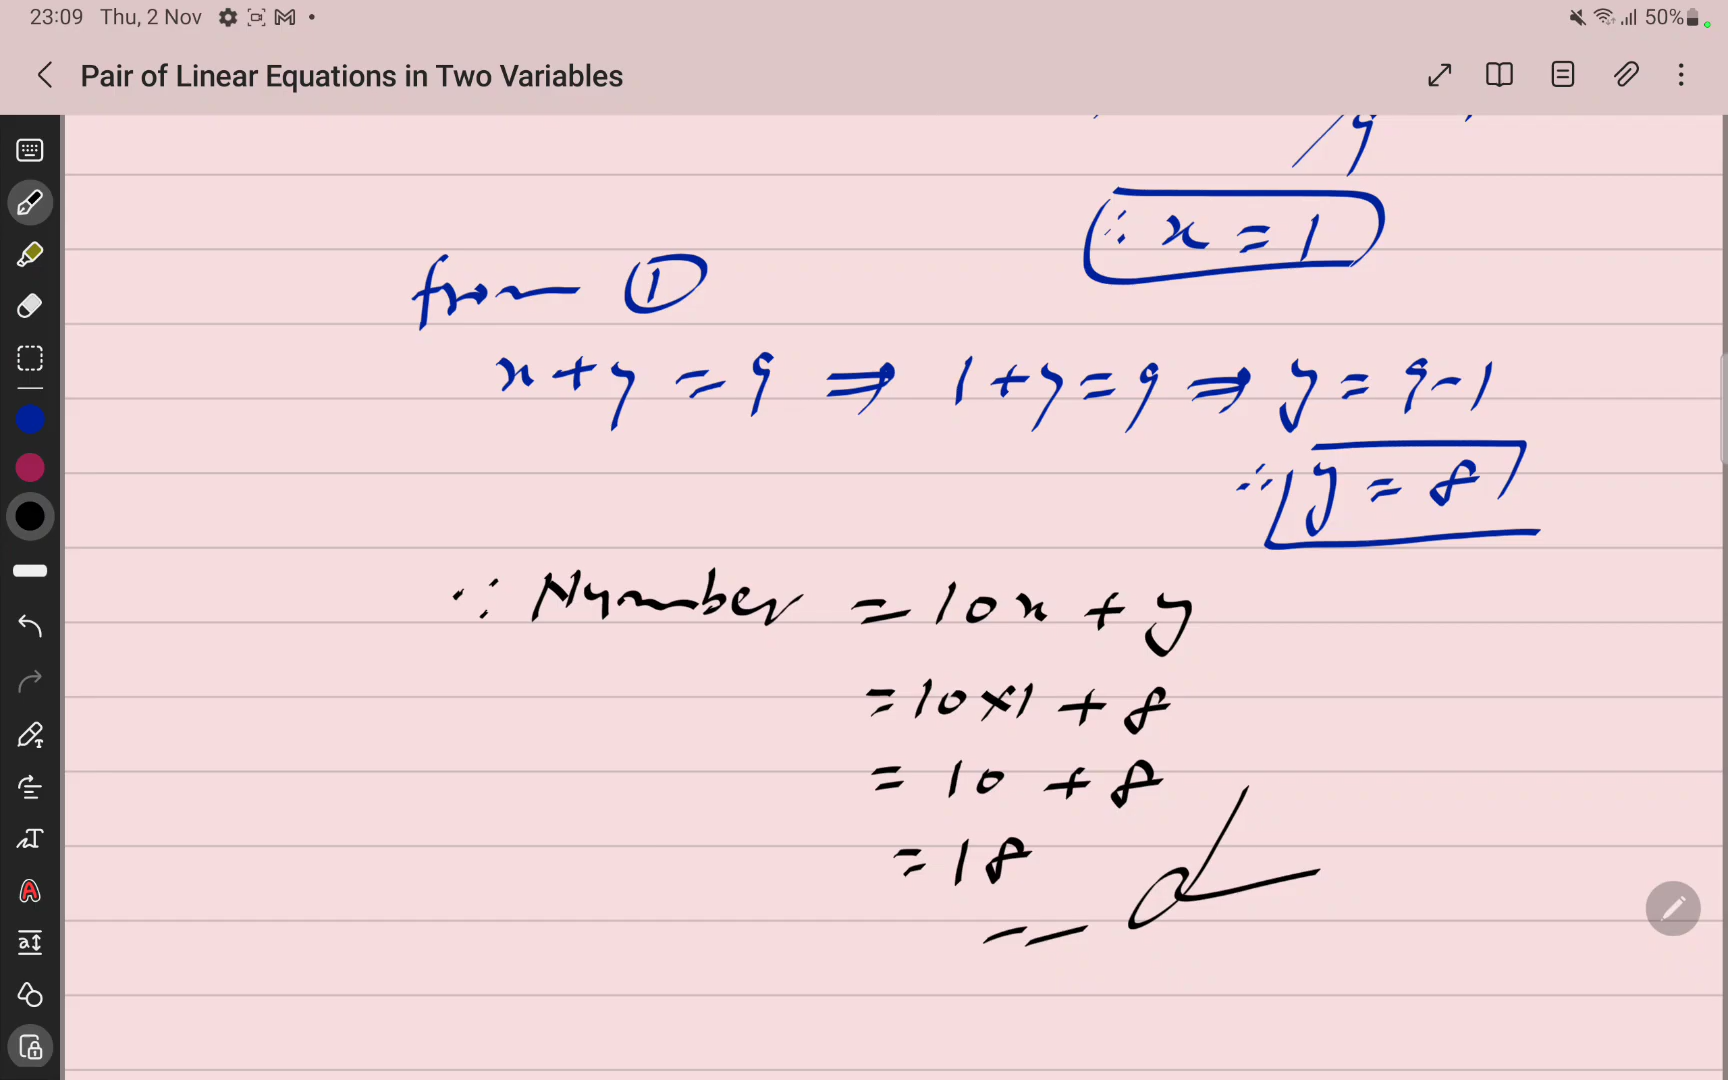 23:09 Thu, 2 Nov 50%
Pair of Linear Equations in Two Variables
∴ x = 1
from ①
x + y = 9 ⇒ 1 + y = 9 ⇒ y = 9 - 1
∴ y = 8
∴ Number = 10x + y
= 10 × 1 + 8
= 10 + 8
= 18